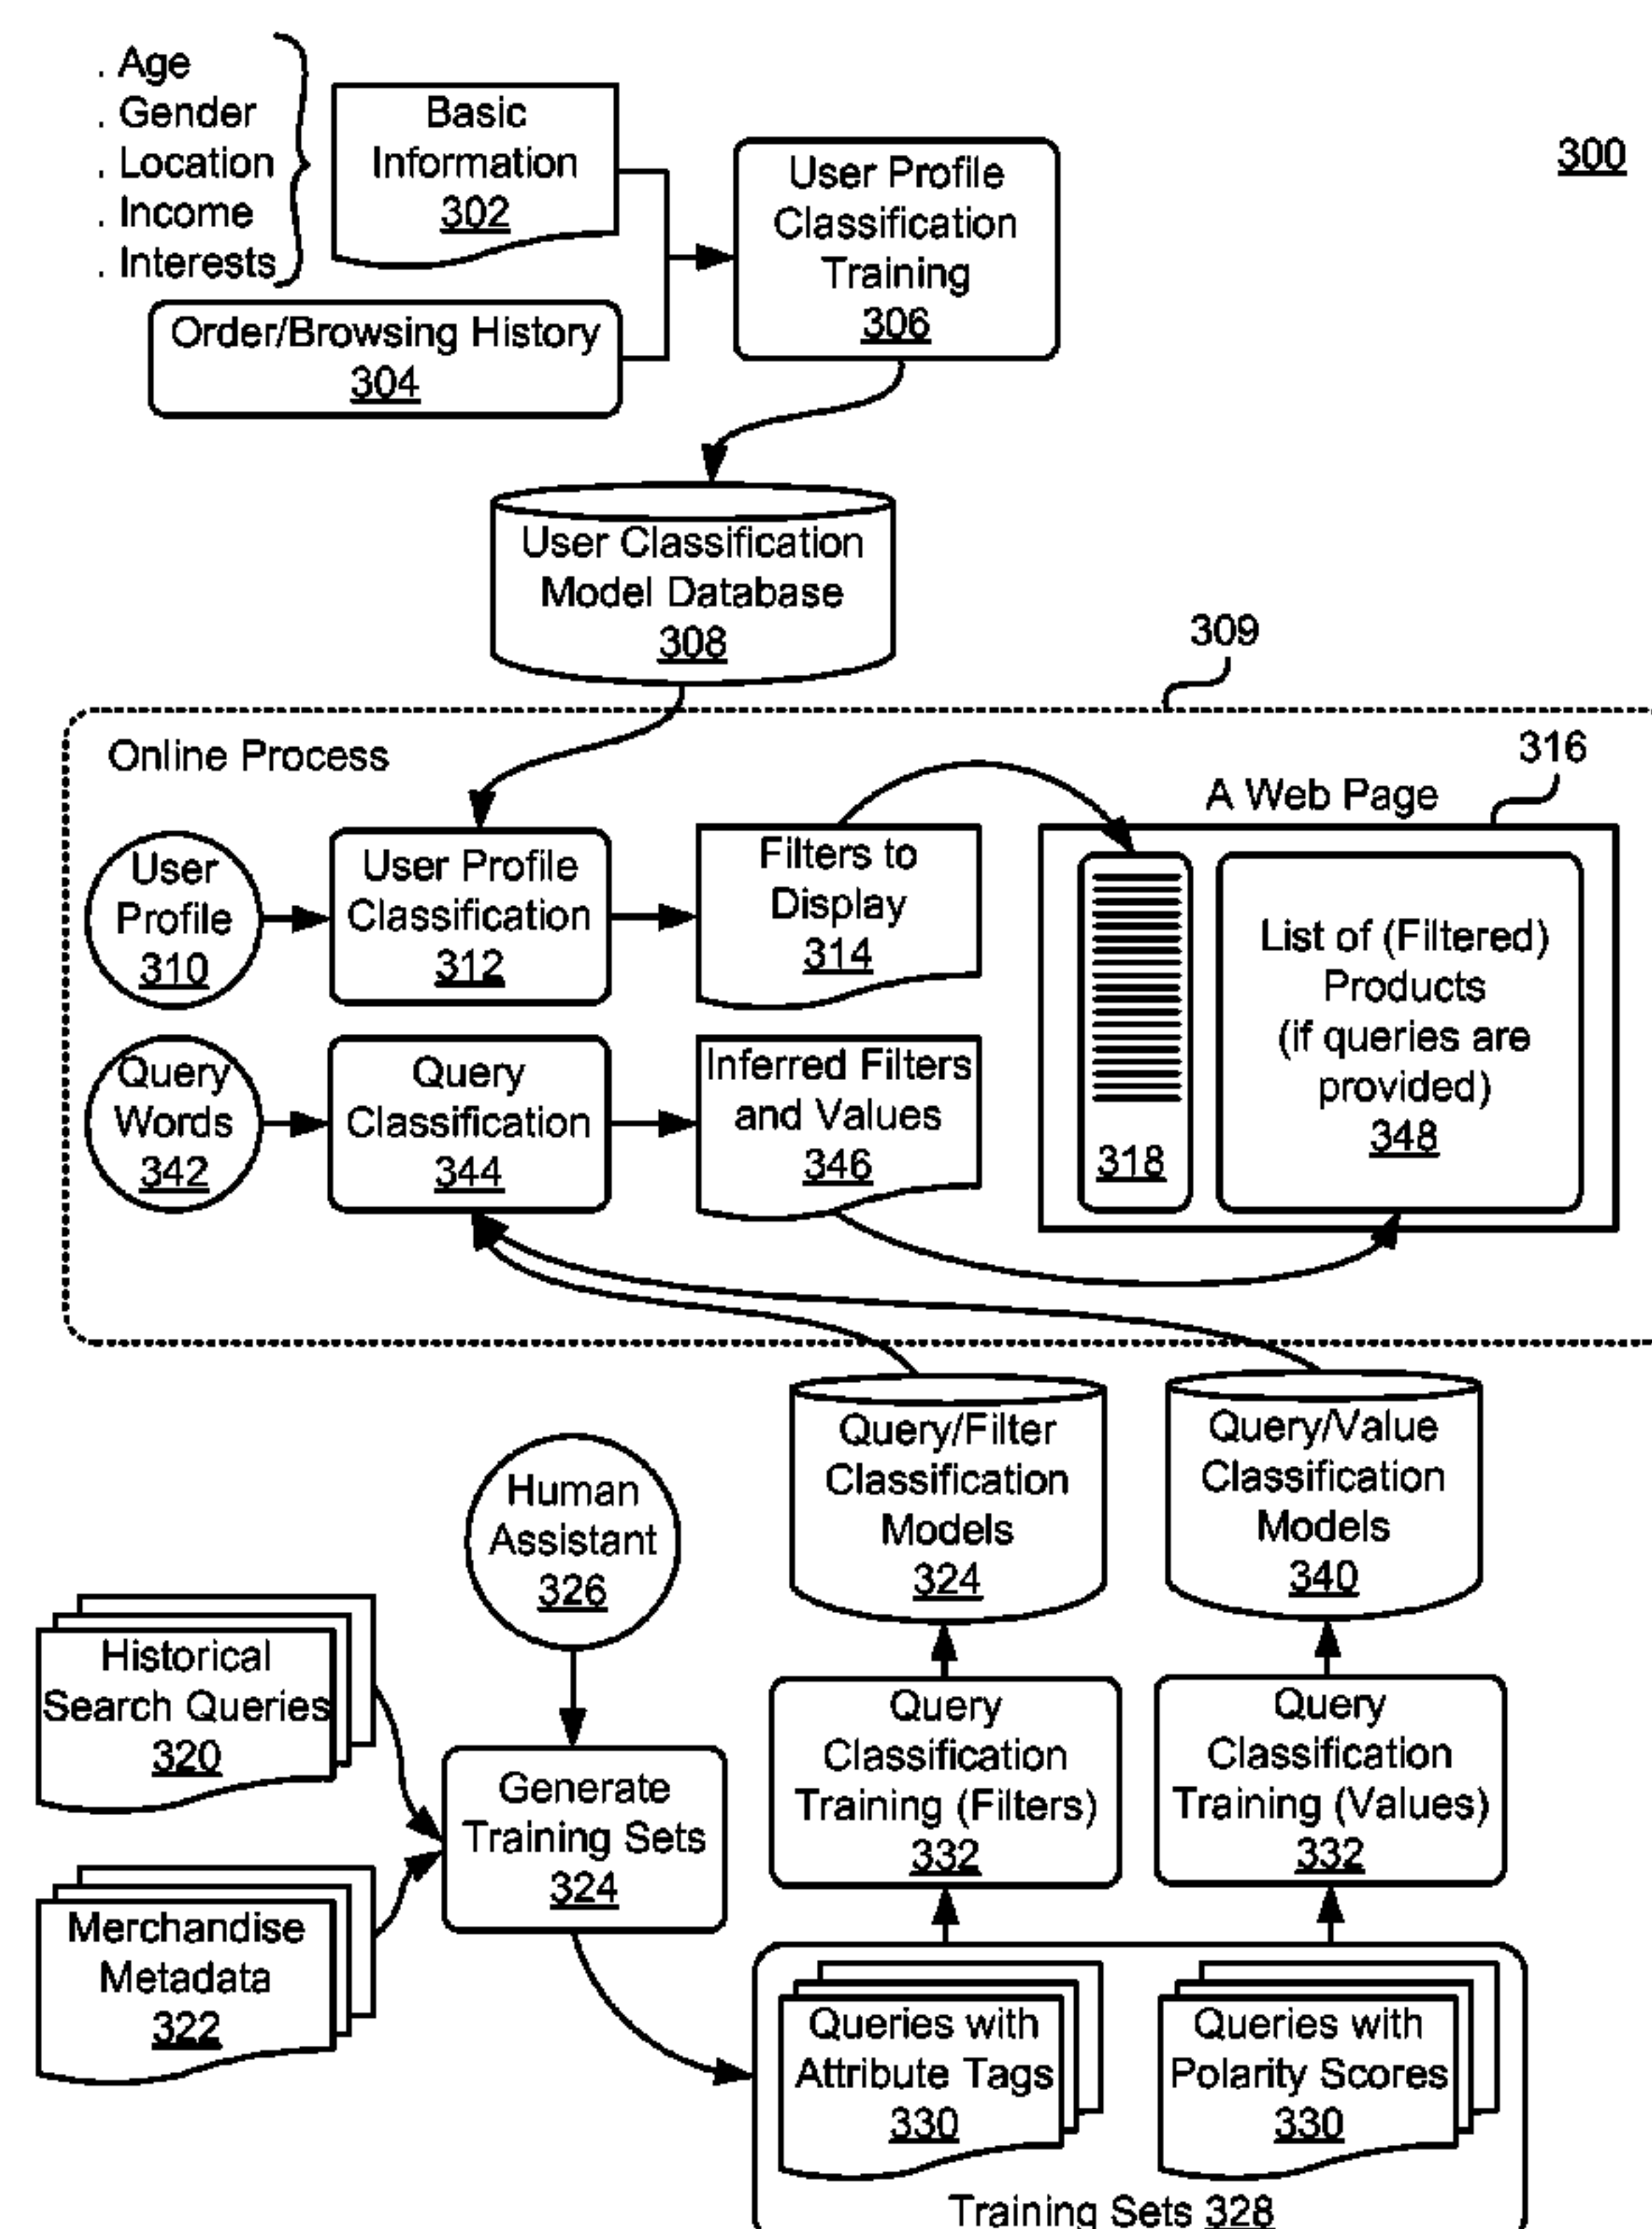 . Age
. Gender
. Location
. Income
. Interests
Basic
Information
302
Order/Browsing History
304
User Profile
Classification
Training
306
300
User Classification
Model Database
308
309
Online Process
User
Profile
310
User Profile
Classification
312
Filters to
Display
314
A Web Page
316
318
List of (Filtered)
Products
(if queries are
provided)
348
Query
Words
342
Query
Classification
344
Inferred Filters
and Values
346
Query/Filter
Classification
Models
324
Query/Value
Classification
Models
340
Human
Assistant
326
Historical
Search Queries
320
Merchandise
Metadata
322
Generate
Training Sets
324
Query
Classification
Training (Filters)
332
Query
Classification
Training (Values)
332
Queries with
Attribute Tags
330
Queries with
Polarity Scores
330
Training Sets 328